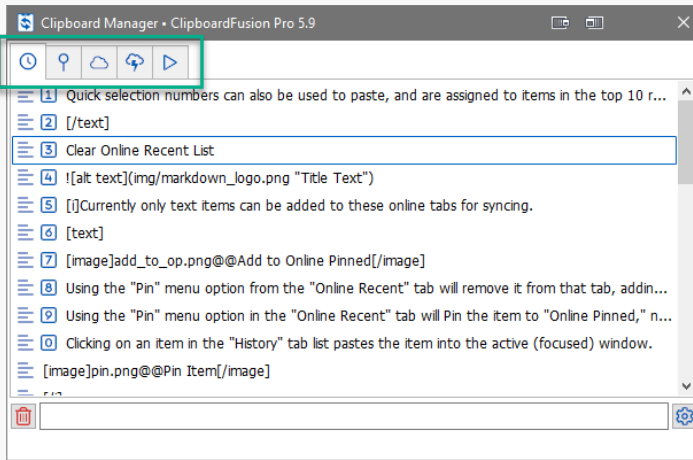 Clipboard Manager • ClipboardFusion Pro 5.9
1 Quick selection numbers can also be used to paste, and are assigned to items in the top 10 r...
2 [/text]
3 Clear Online Recent List
4 ![alt text](img/markdown_logo.png "Title Text")
5 [i]Currently only text items can be added to these online tabs for syncing.
6 [text]
7 [image]add_to_op.png@@Add to Online Pinned[/image]
8 Using the "Pin" menu option from the "Online Recent" tab will remove it from that tab, addin...
9 Using the "Pin" menu option in the "Online Recent" tab will Pin the item to "Online Pinned," n...
0 Clicking on an item in the "History" tab list pastes the item into the active (focused) window.
[image]pin.png@@Pin Item[/image]